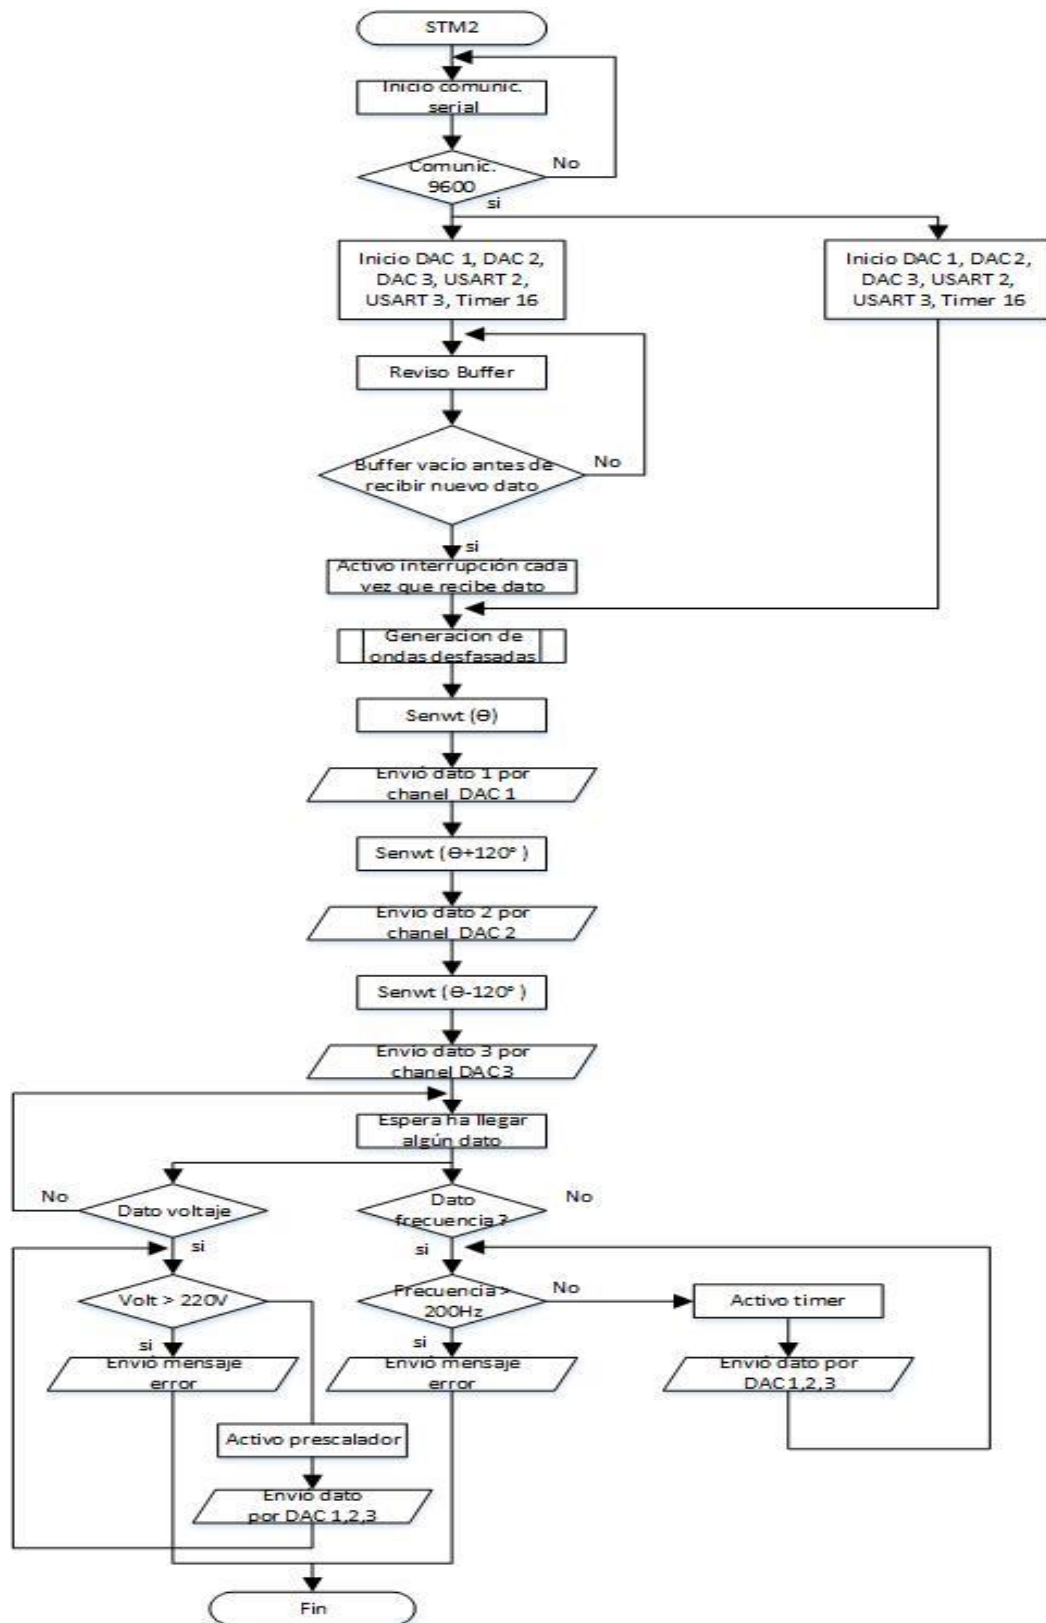 STM2
Inicio comunic.
serial
Comunic.
9600
No
si
Inicio DAC 1, DAC 2,
DAC 3, USART 2,
USART 3, Timer 16
Inicio DAC 1, DAC 2,
DAC 3, USART 2,
USART 3, Timer 16
Reviso Buffer
Buffer vacio antes de
recibir nuevo dato
No
si
Activo interrupción cada
vez que recibe dato
Generacion de
ondas desfasadas
Senwt (Θ)
Envió dato 1 por
chanel DAC 1
Senwt (Θ+120° )
Envio dato 2 por
chanel DAC 2
Senwt (Θ-120° )
Envio dato 3 por
chanel DAC 3
Espera ha llegar
algún dato
No
Dato voltaje
si
Dato
frecuencia ?
No
si
Volt > 220V
si
Frecuencia >
200Hz
No
si
Activo timer
Envió mensaje
error
Envió mensaje
error
Envió dato por
DAC 1,2,3
Activo prescalador
Envió dato
por DAC 1,2,3
Fin